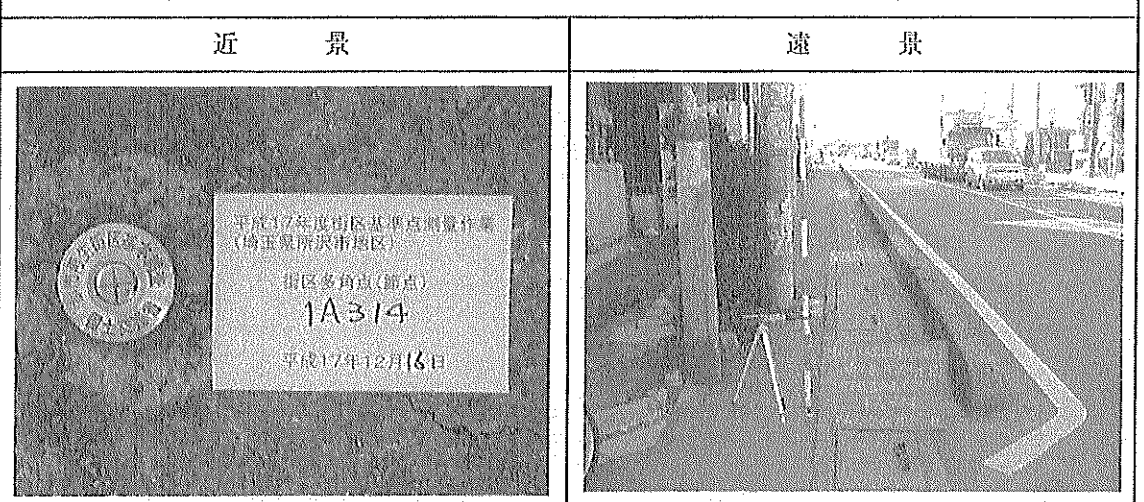 近景
遠景
平成17年度街区基準点測量作業
(埼玉県所沢市地区)
街区多角点(節点)
1A314
平成17年12月16日